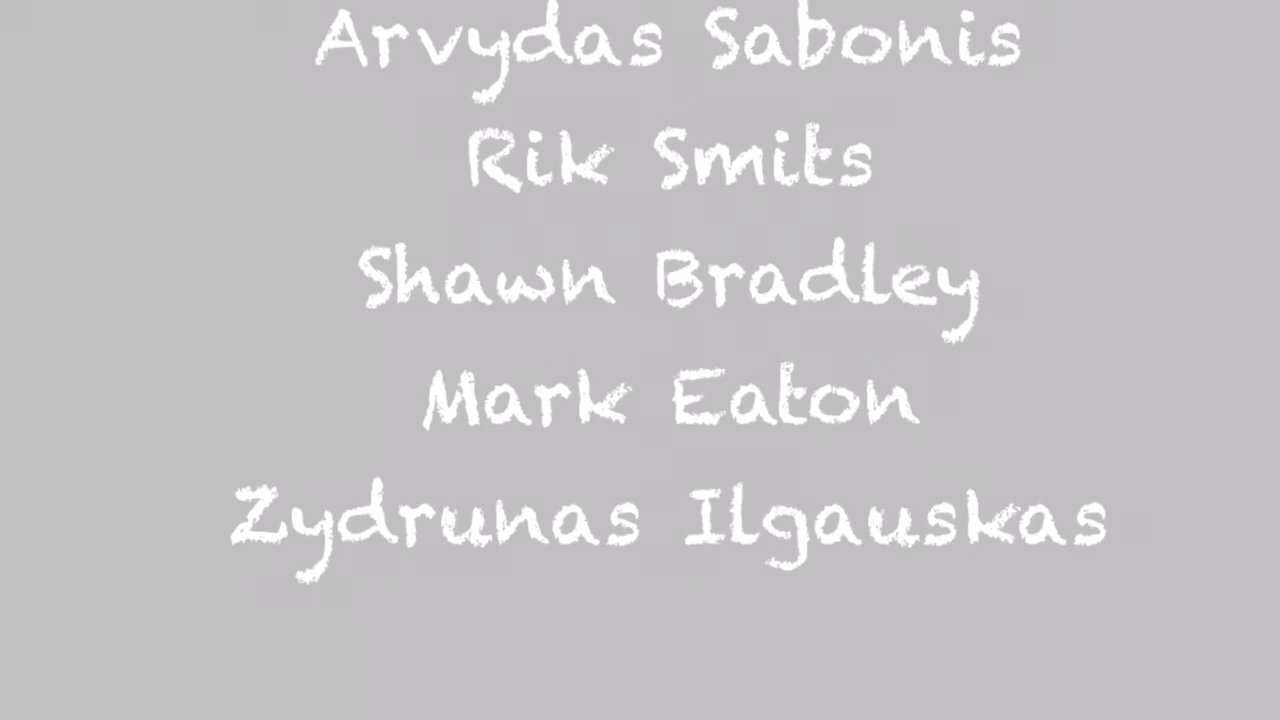 Arvydas Sabonis
Rik Smits
Shawn Bradley
Mark Eaton
Zydrunas Ilgauskas